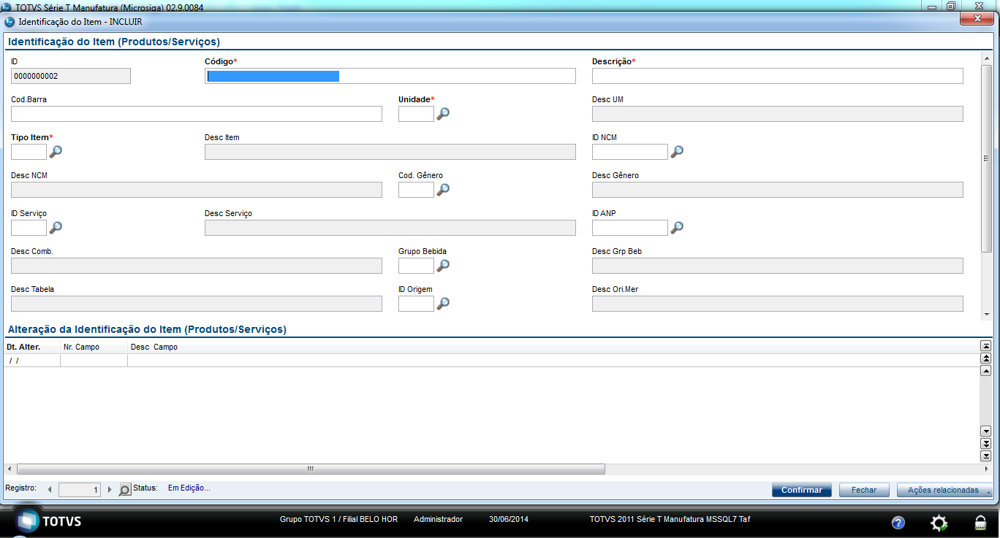 TOTVS Série T Manufatura (Microsiga) 02.9.0084
Identificação do Item - INCLUIR
Identificação do Item (Produtos/Serviços)
ID Código* Descrição*
0000000002
Cod.Barra Unidade* Desc UM
Tipo Item* Desc Item ID NCM
Desc NCM Cod. Gênero Desc Gênero
ID Serviço Desc Serviço ID ANP
Desc Comb. Grupo Bebida Desc Grp Beb
Desc Tabela ID Origem Desc Ori.Mer
Alteração da Identificação do Item (Produtos/Serviços)
Dt. Alter. Nr. Campo Desc Campo
/ /
Registro: 1 Status: Em Edição... Confirmar Fechar Ações relacionadas
TOTVS Grupo TOTVS 1 / Filial BELO HOR Administrador 30/06/2014 TOTVS 2011 Série T Manufatura MSSQL7 Taf